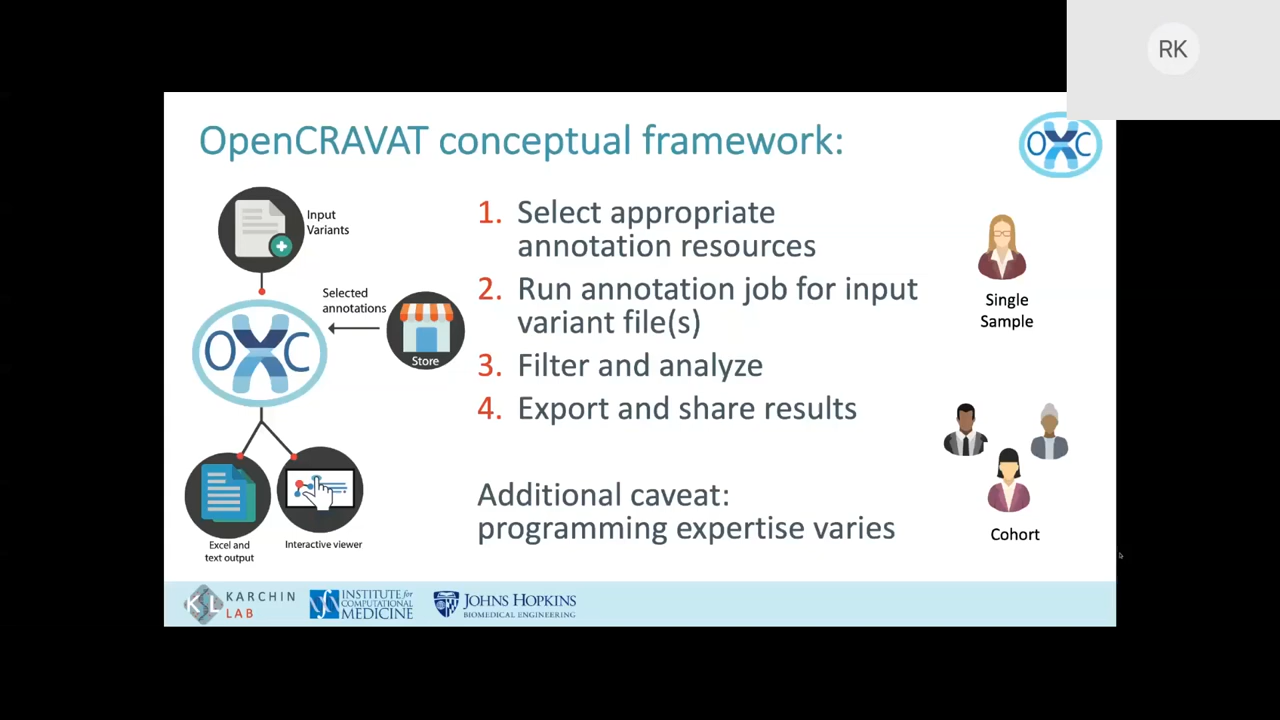 RK
OpenCRAVAT conceptual framework:
OXC
Input
Variants
Selected
annotations
Store
OXC
Excel and
text output
Interactive viewer
1. Select appropriate
annotation resources
2. Run annotation job for input
variant file(s)
3. Filter and analyze
4. Export and share results
Additional caveat:
programming expertise varies
Single
Sample
Cohort
KL
KARCHIN
LAB
INSTITUTE for
COMPUTATIONAL
MEDICINE
JOHNS HOPKINS
BIOMEDICAL ENGINEERING